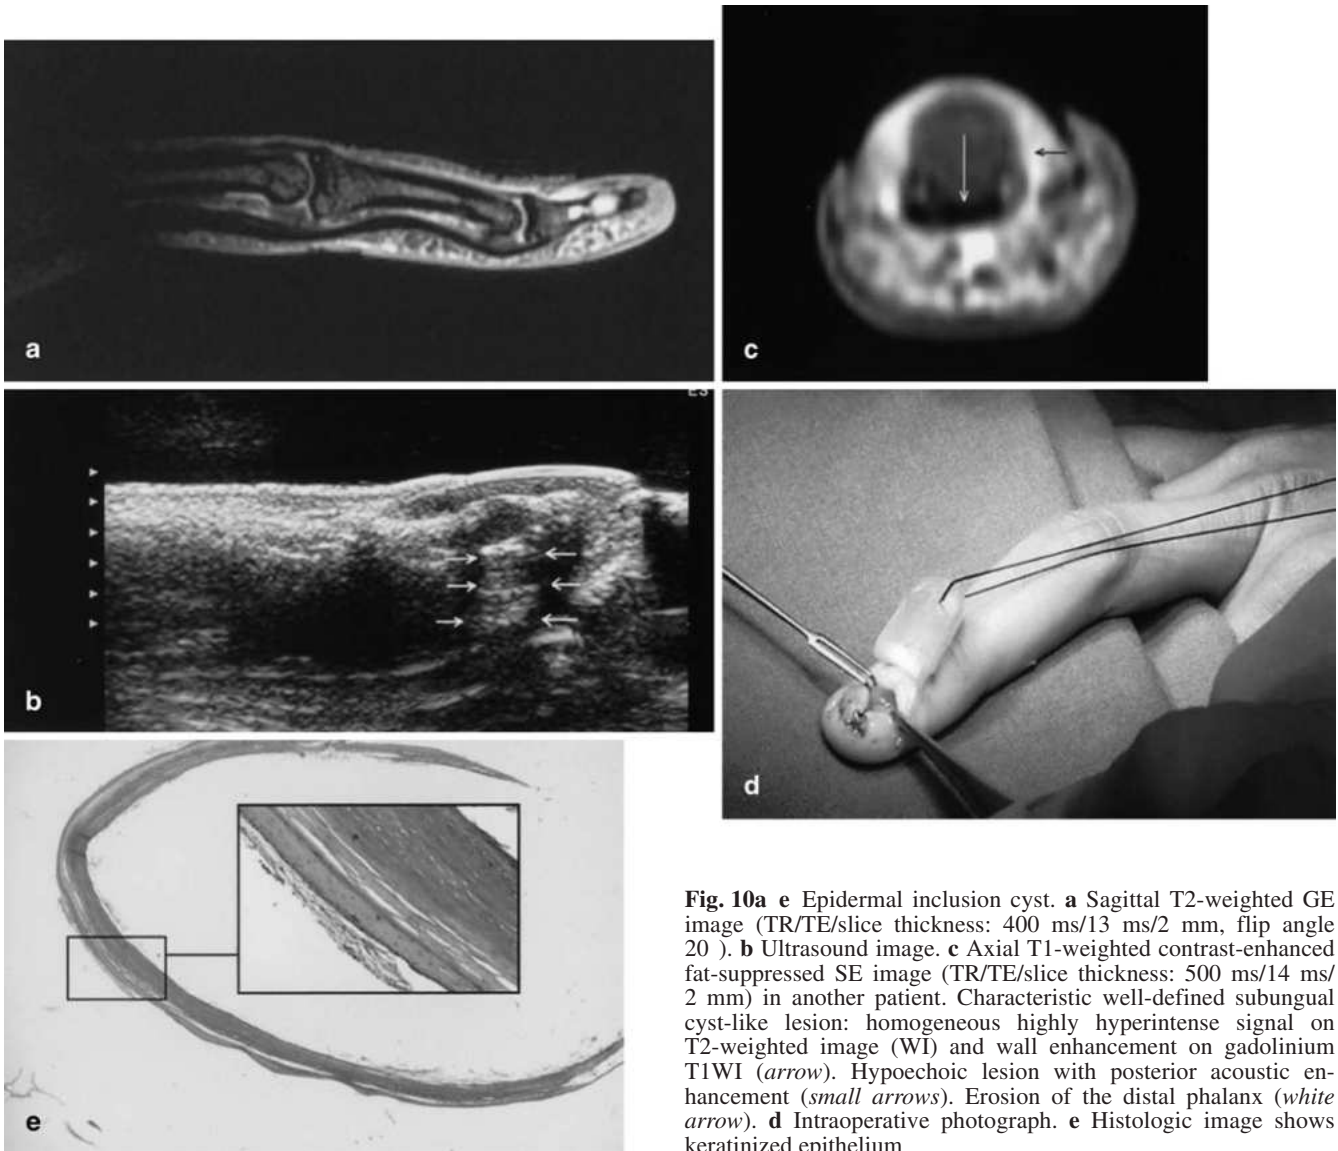 a
c
ES
b
d
e
Fig. 10a e Epidermal inclusion cyst. a Sagittal T2-weighted GE
image (TR/TE/slice thickness: 400 ms/13 ms/2 mm, flip angle
20 ). b Ultrasound image. c Axial T1-weighted contrast-enhanced
fat-suppressed SE image (TR/TE/slice thickness: 500 ms/14 ms/
2 mm) in another patient. Characteristic well-defined subungual
cyst-like lesion: homogeneous highly hyperintense signal on
T2-weighted image (WI) and wall enhancement on gadolinium
T1WI (arrow). Hypoechoic lesion with posterior acoustic en-
hancement (small arrows). Erosion of the distal phalanx (white
arrow). d Intraoperative photograph. e Histologic image shows
keratinized epithelium